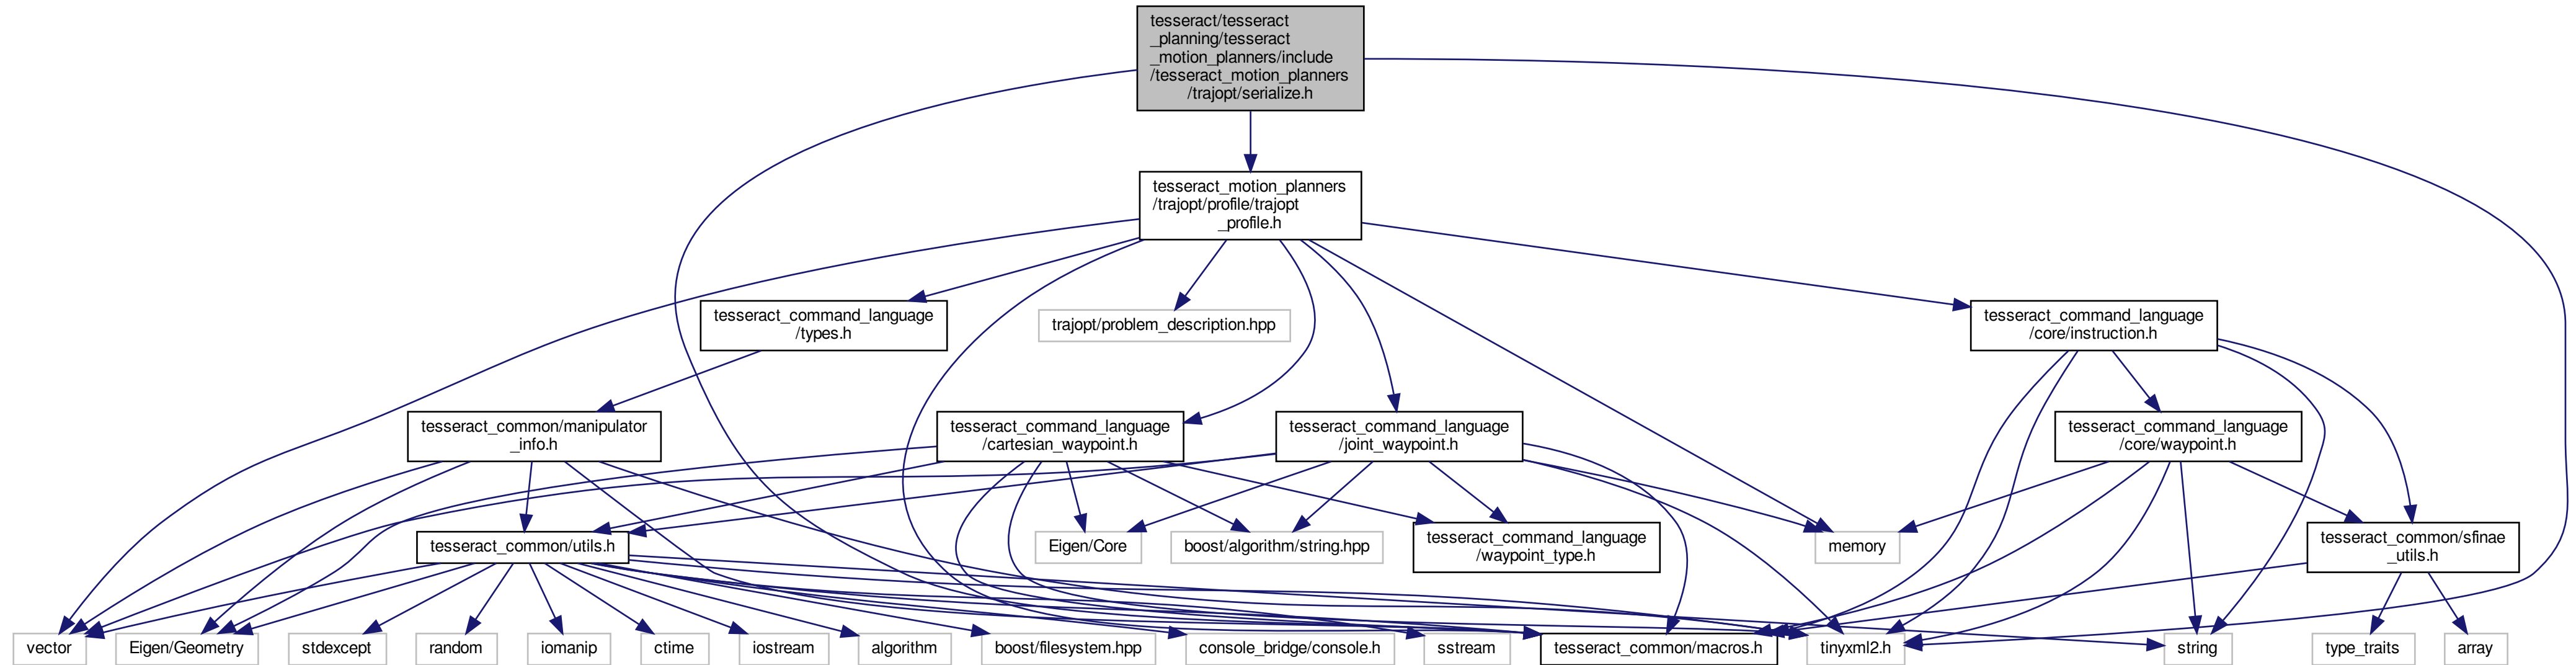 tesseract/tesseract
_planning/tesseract
_motion_planners/include
/tesseract_motion_planners
/trajopt/serialize.h
tesseract_motion_planners
/trajopt/profile/trajopt
_profile.h
tesseract_command_language
/types.h
trajopt/problem_description.hpp
tesseract_command_language
/core/instruction.h
tesseract_common/manipulator
_info.h
tesseract_command_language
/cartesian_waypoint.h
tesseract_command_language
/joint_waypoint.h
tesseract_command_language
/core/waypoint.h
tesseract_common/utils.h
Eigen/Core
boost/algorithm/string.hpp
tesseract_command_language
/waypoint_type.h
memory
tesseract_common/sfinae
_utils.h
vector
Eigen/Geometry
stdexcept
random
iomanip
ctime
iostream
algorithm
boost/filesystem.hpp
console_bridge/console.h
sstream
tesseract_common/macros.h
tinyxml2.h
string
type_traits
array